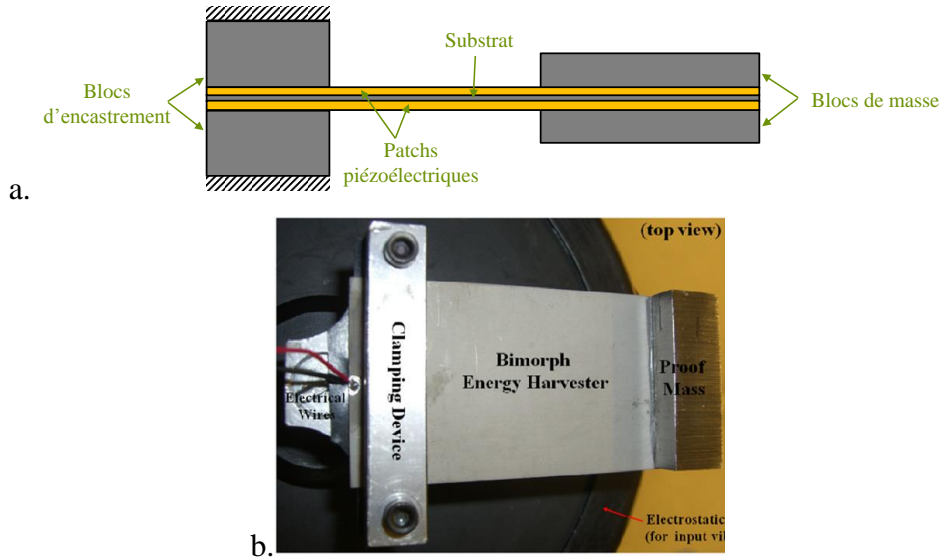 Substrat
Blocs
d'encastrement
Blocs de masse
Patchs
piézoélectriques
a.
(top view)
Clamping Device
Bimorph
Energy Harvester
Proof
Mass
Electrical
Wires
Electrostatic
(for input vi
b.